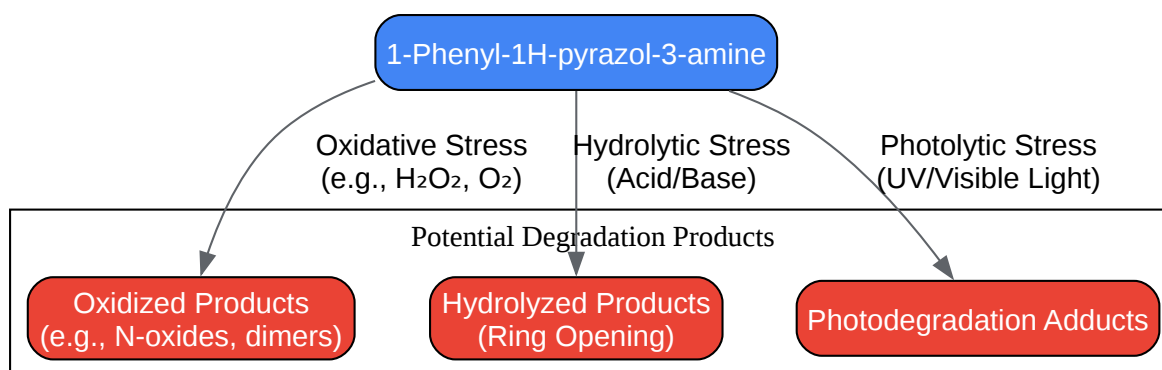 1-Phenyl-1H-pyrazol-3-amine
Oxidative Stress
(e.g., H₂O₂, O₂)
Hydrolytic Stress
(Acid/Base)
Photolytic Stress
(UV/Visible Light)
Potential Degradation Products
Oxidized Products
(e.g., N-oxides, dimers)
Hydrolyzed Products
(Ring Opening)
Photodegradation Adducts